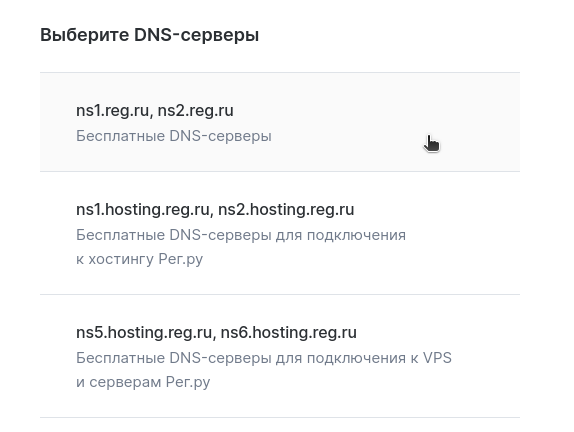 Выберите DNS-серверы
ns1.reg.ru, ns2.reg.ru
Бесплатные DNS-серверы
ns1.hosting.reg.ru, ns2.hosting.reg.ru
Бесплатные DNS-серверы для подключения
к хостингу Рег.ру
ns5.hosting.reg.ru, ns6.hosting.reg.ru
Бесплатные DNS-серверы для подключения к VPS
и серверам Рег.ру